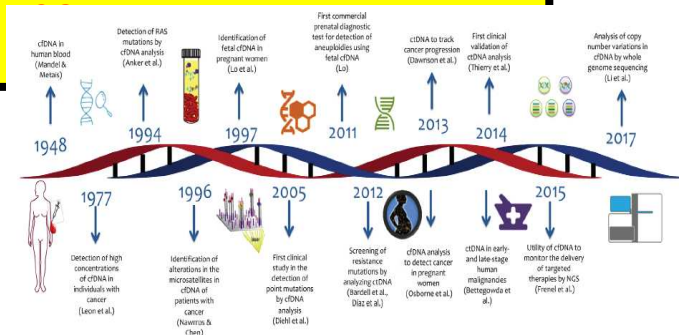 cfDNA in
human blood
(Mandel &
Metais)
1948
Detection of RAS
mutations by
cfDNA analysis
(Anker et al.)
1994
Identification of
fetal cfDNA in
pregnant women
(Lo et al.)
1997
First commercial
prenatal diagnostic
test for detection of
aneuploidies using
fetal cfDNA
(Lo)
2011
ctDNA to track
cancer progression
(Dawnson et al.)
2013
First clinical
validation of
ctDNA analysis
(Thierry et al.)
2014
Analysis of copy
number variations in
cfDNA by whole
genome sequencing
(Li et al.)
2017
1977
Detection of high
concentrations
of cfDNA in
individuals with
cancer
(Leon et al.)
1996
Identification of
alterations in the
microsatellites in
cfDNA of
patients with
cancer
(Nawroz &
Chen)
2005
First clinical
study in the
detection of
point mutations
by cfDNA
analysis
(Diehl et al.)
2012
Screening of
resistance
mutations by
analyzing ctDNA
(Bardell et al.,
Diaz et al.)
cfDNA analysis
to detect cancer
in pregnant
women
(Osborne et al.)
ctDNA in early-
and late-stage
human
malignancies
(Bettegowda et
al.)
2015
Utility of cfDNA to
monitor the delivery
of targeted
therapies by NGS
(Frenel et al.)